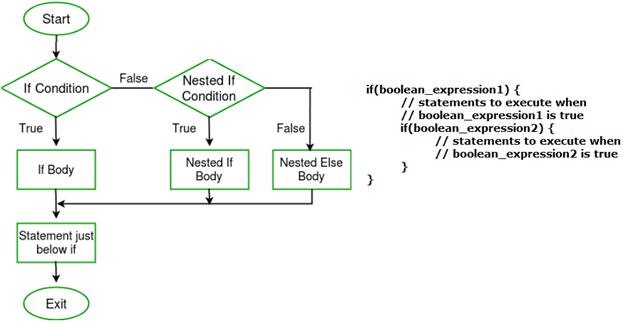 Start
If Condition
False
Nested If
Condition
True
True
False
If Body
Nested If
Body
Nested Else
Body
Statement just
below if
Exit
if(boolean_expression1) {
// statements to execute when
// boolean_expression1 is true
if(boolean_expression2) {
// statements to execute when
// boolean_expression2 is true
}
}